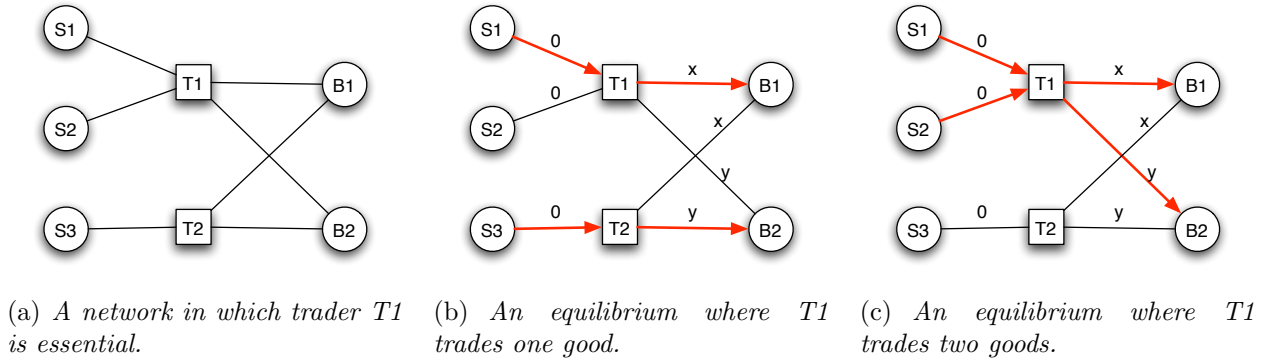 S1
T1
B1
S2
S3
T2
B2
S1
0
T1
x
B1
0
S2
x
y
S3
0
T2
y
B2
S1
0
T1
x
B1
0
S2
x
y
S3
0
T2
y
B2
(a) A network in which trader T1
is essential.
(b) An equilibrium where T1
trades one good.
(c) An equilibrium where T1
trades two goods.